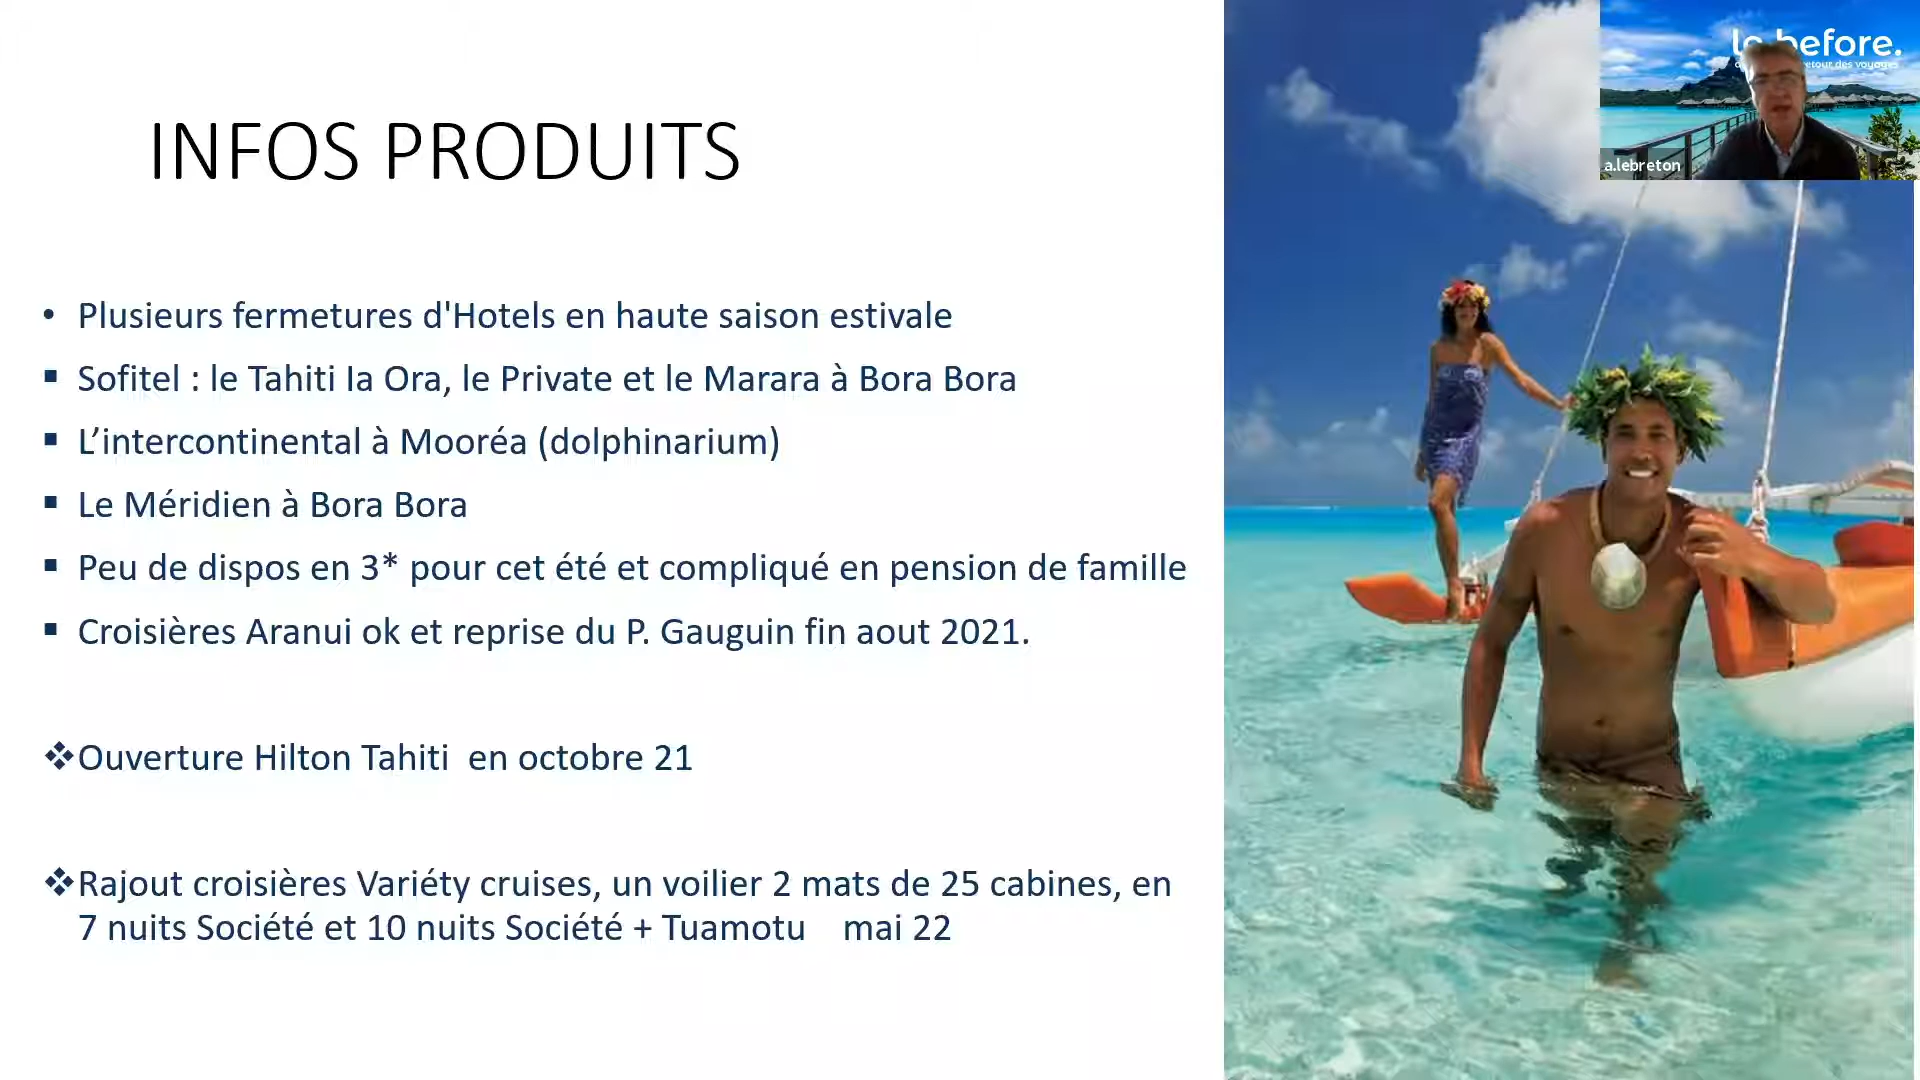 INFOS PRODUITS
• Plusieurs fermetures d'Hotels en haute saison estivale
▪ Sofitel : le Tahiti Ia Ora, le Private et le Marara à Bora Bora
▪ L’intercontinental à Mooréa (dolphinarium)
▪ Le Méridien à Bora Bora
▪ Peu de dispos en 3* pour cet été et compliqué en pension de famille
▪ Croisières Aranui ok et reprise du P. Gauguin fin aout 2021.
❖Ouverture Hilton Tahiti en octobre 21
❖Rajout croisières Variéty cruises, un voilier 2 mats de 25 cabines, en
7 nuits Société et 10 nuits Société + Tuamotu mai 22
before.
des voyages
a.lebreton